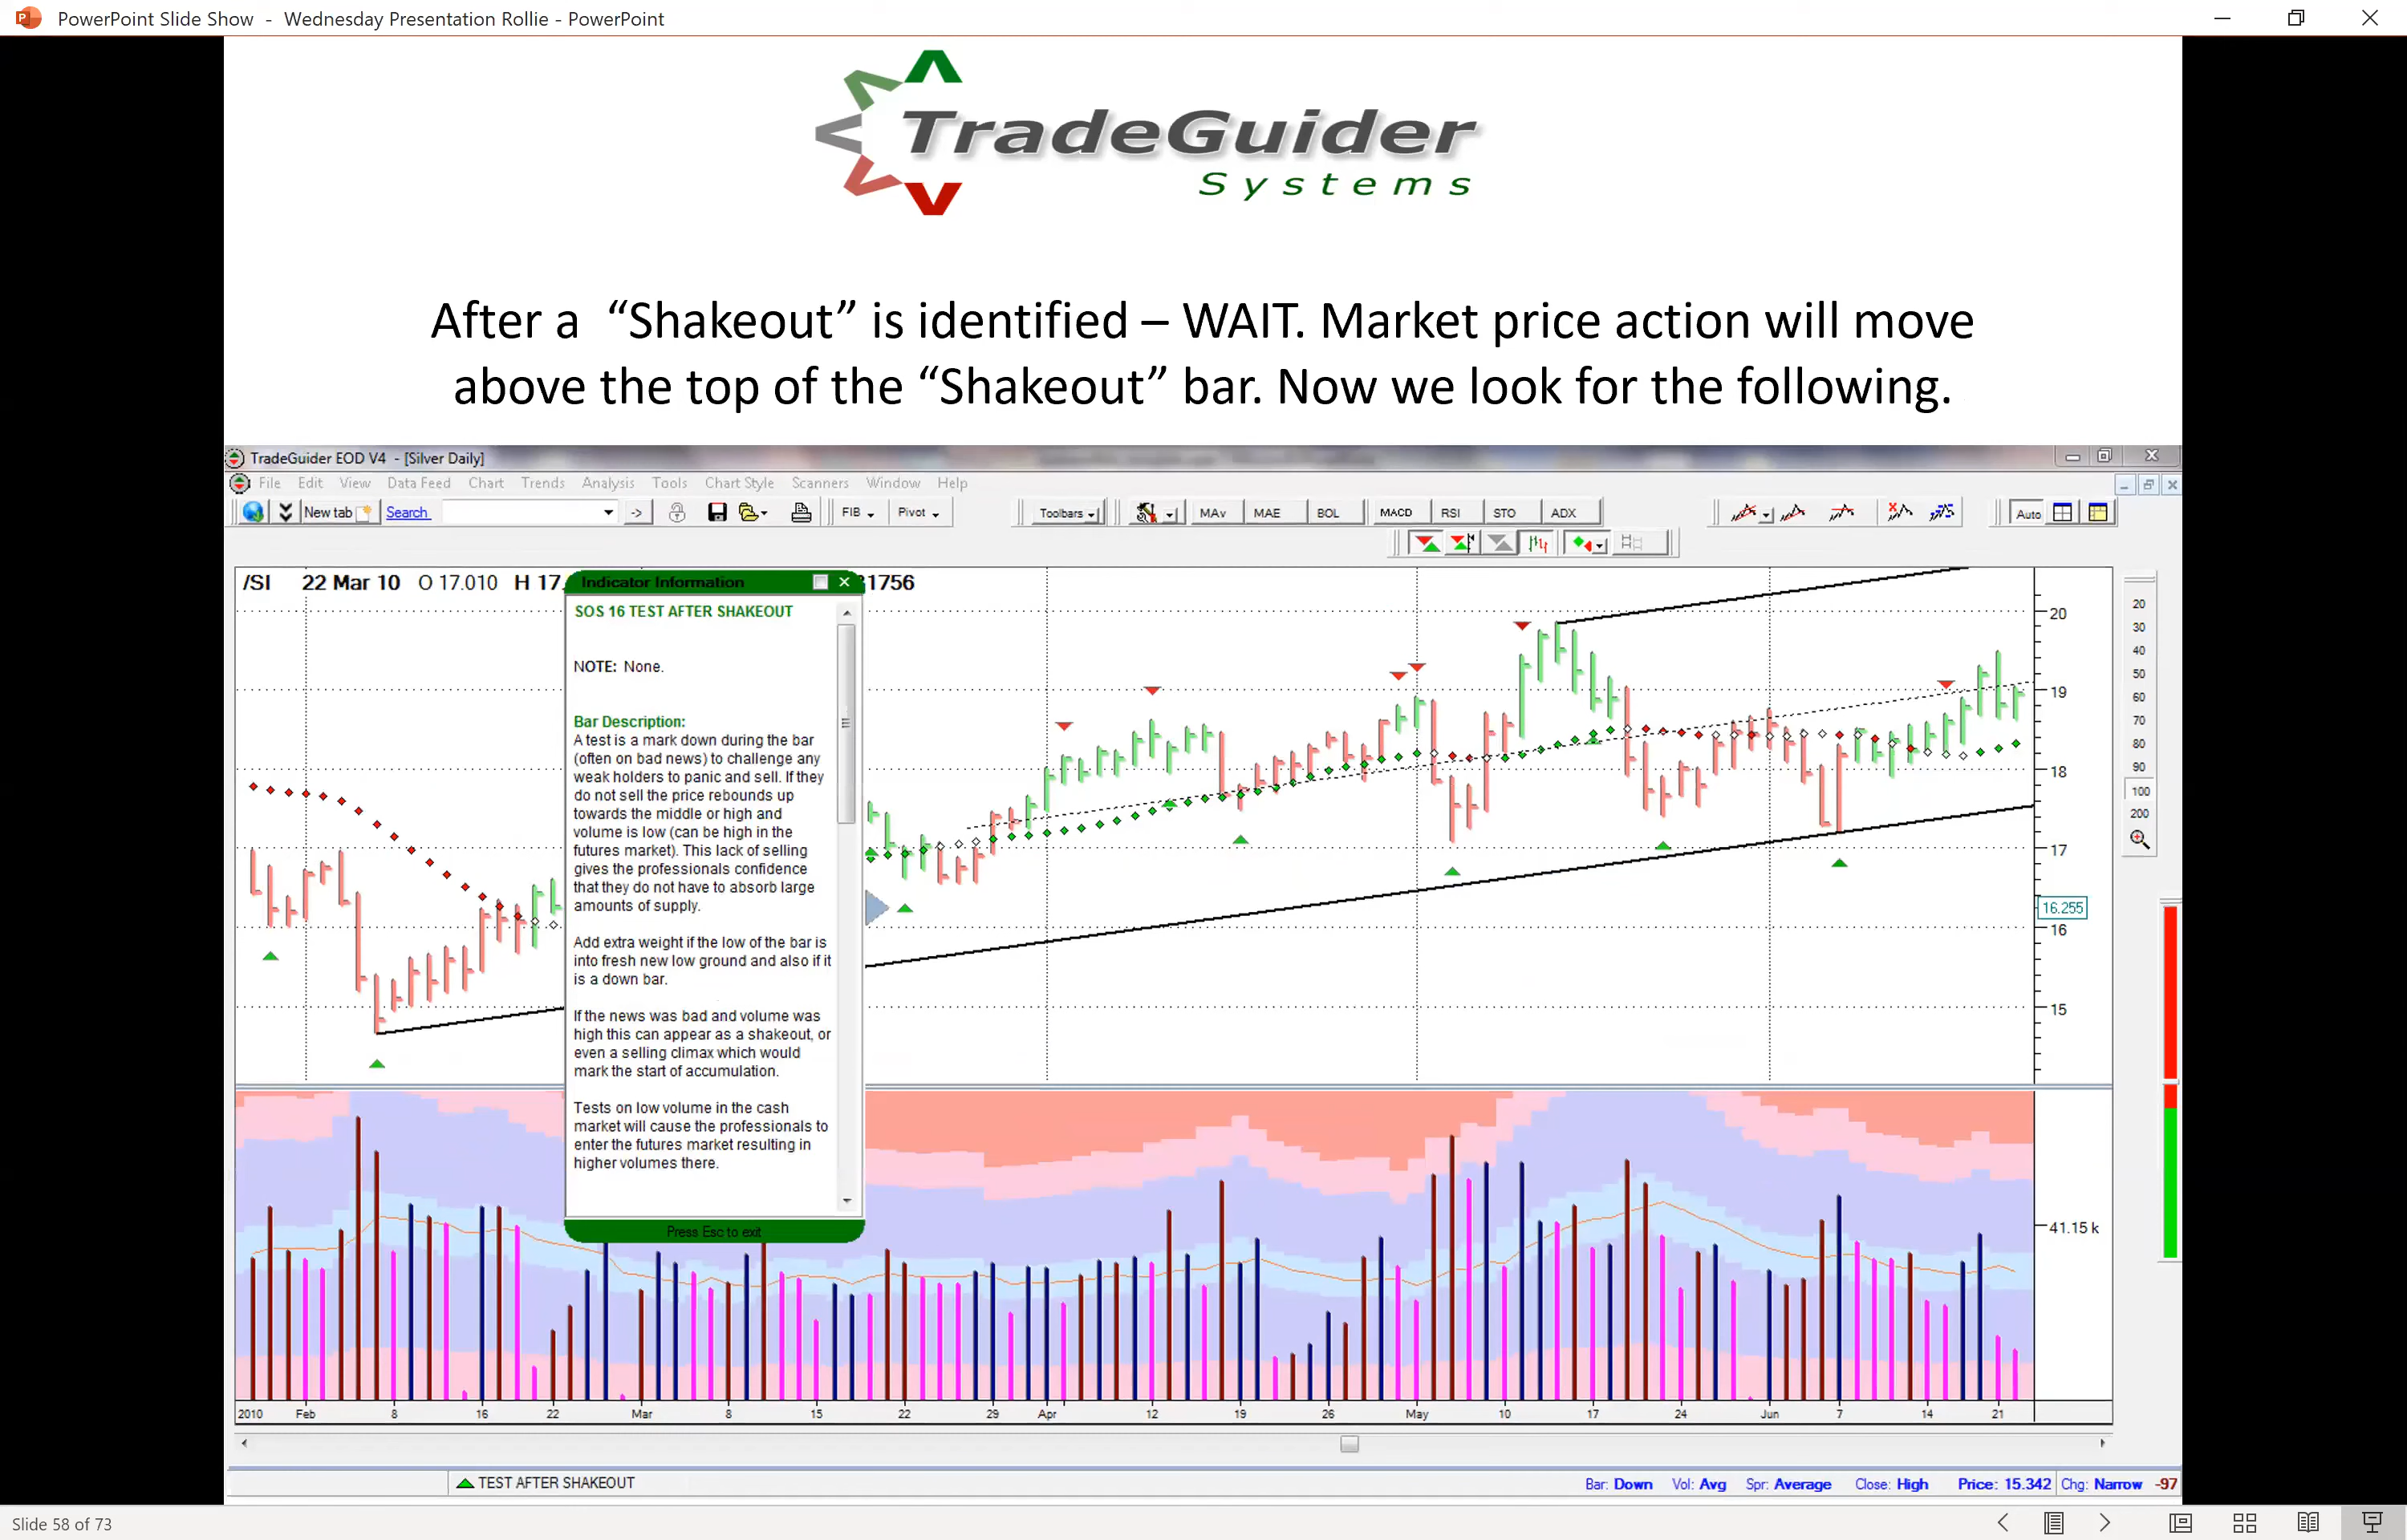 PowerPoint Slide Show - Wednesday Presentation Rollie - PowerPoint
TradeGuider
Systems
After a “Shakeout” is identified – WAIT. Market price action will move
above the top of the “Shakeout” bar. Now we look for the following.
TradeGuider EOD V4 - [Silver Daily]
File Edit View Data Feed Chart Trends Analysis Tools Chart Style Scanners Window Help
New tab Search -> FIB Pivot Toolbars MAv MAE BOL MACD RSI STO ADX Auto
/SI 22 Mar 10 O 17.010 H 17. 1756
Indicator Information
SOS 16 TEST AFTER SHAKEOUT
NOTE: None.
Bar Description:
A test is a mark down during the bar
(often on bad news) to challenge any
weak holders to panic and sell. If they
do not sell the price rebounds up
towards the middle or high and
volume is low (can be high in the
futures market). This lack of selling
gives the professionals confidence
that they do not have to absorb large
amounts of supply.
Add extra weight if the low of the bar is
into fresh new low ground and also if it
is a down bar.
If the news was bad and volume was
high this can appear as a shakeout, or
even a selling climax which would
mark the start of accumulation.
Tests on low volume in the cash
market will cause the professionals to
enter the futures market resulting in
higher volumes there.
Press Esc to exit
20
19
18
17
16.255
16
15
41.15 k
20
30
40
50
60
70
80
90
100
200
2010 Feb 8 16 22 Mar 8 15 22 29 Apr 12 19 26 May 10 17 24 Jun 7 14 21
TEST AFTER SHAKEOUT
Bar: Down Vol: Avg Spr: Average Close: High Price: 15.342 Chg: Narrow -97
Slide 58 of 73